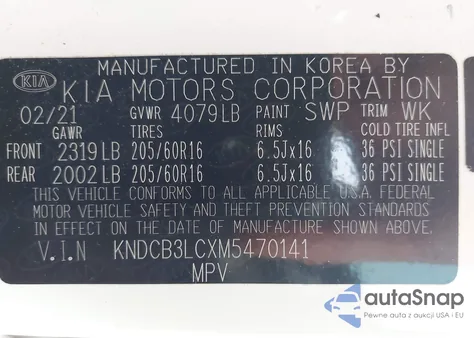 MANUFACTURED IN KOREA BY
KIA KIA MOTORS CORPORATION
02/21 GVWR 4079LB PAINT SWP TRIM WK
GAWR TIRES RIMS COLD TIRE INFL
FRONT 2319LB 205/60R16 6.5Jx16 36 PSI SINGLE
REAR 2002LB 205/60R16 6.5Jx16 36 PSI SINGLE
THIS VEHICLE CONFORMS TO ALL APPLICABLE U.S.A. FEDERAL
MOTOR VEHICLE SAFETY AND THEFT PREVENTION STANDARDS
IN EFFECT ON THE DATE OF MANUFACTURE SHOWN ABOVE.
V.I.N KNDCB3LCXM5470141
MPV
autoSnap
Pewne auta z aukcji USA i EU